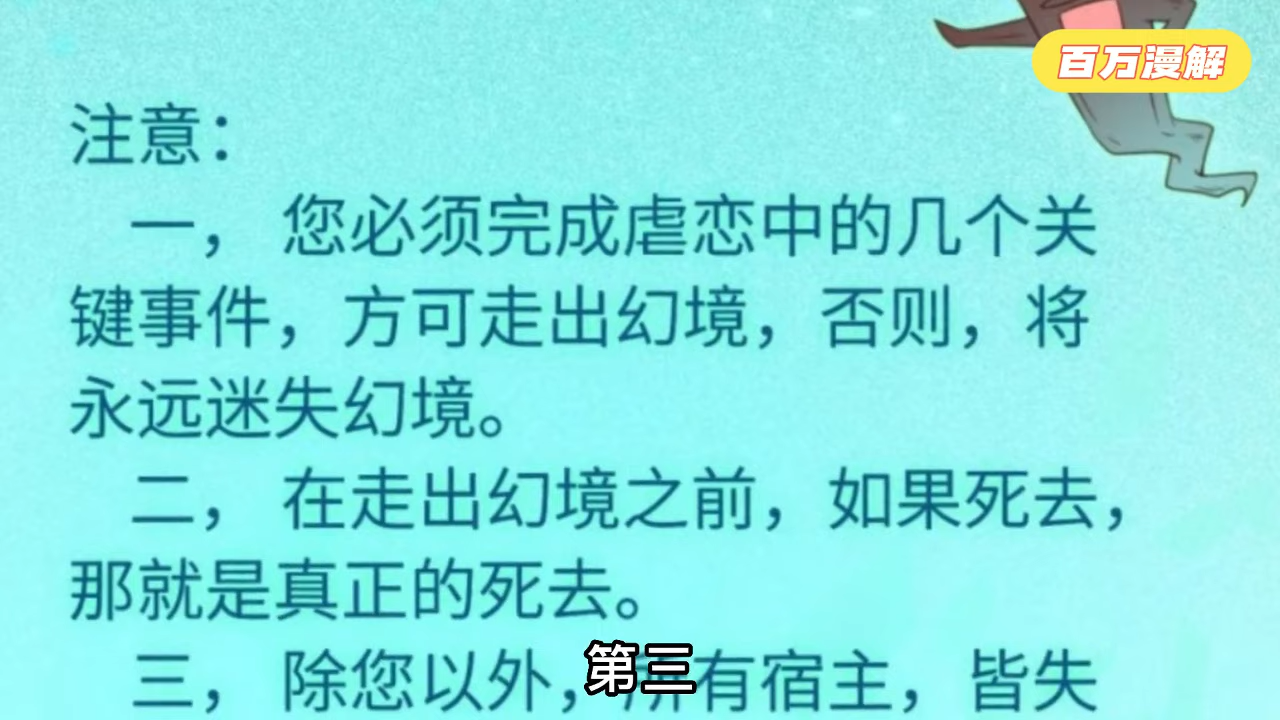 百万漫解
注意：
一， 您必须完成虐恋中的几个关
键事件，方可走出幻境，否则，将
永远迷失幻境。
二， 在走出幻境之前，如果死去，
那就是真正的死去。
三， 除您以外，所有宿主，皆失
第三